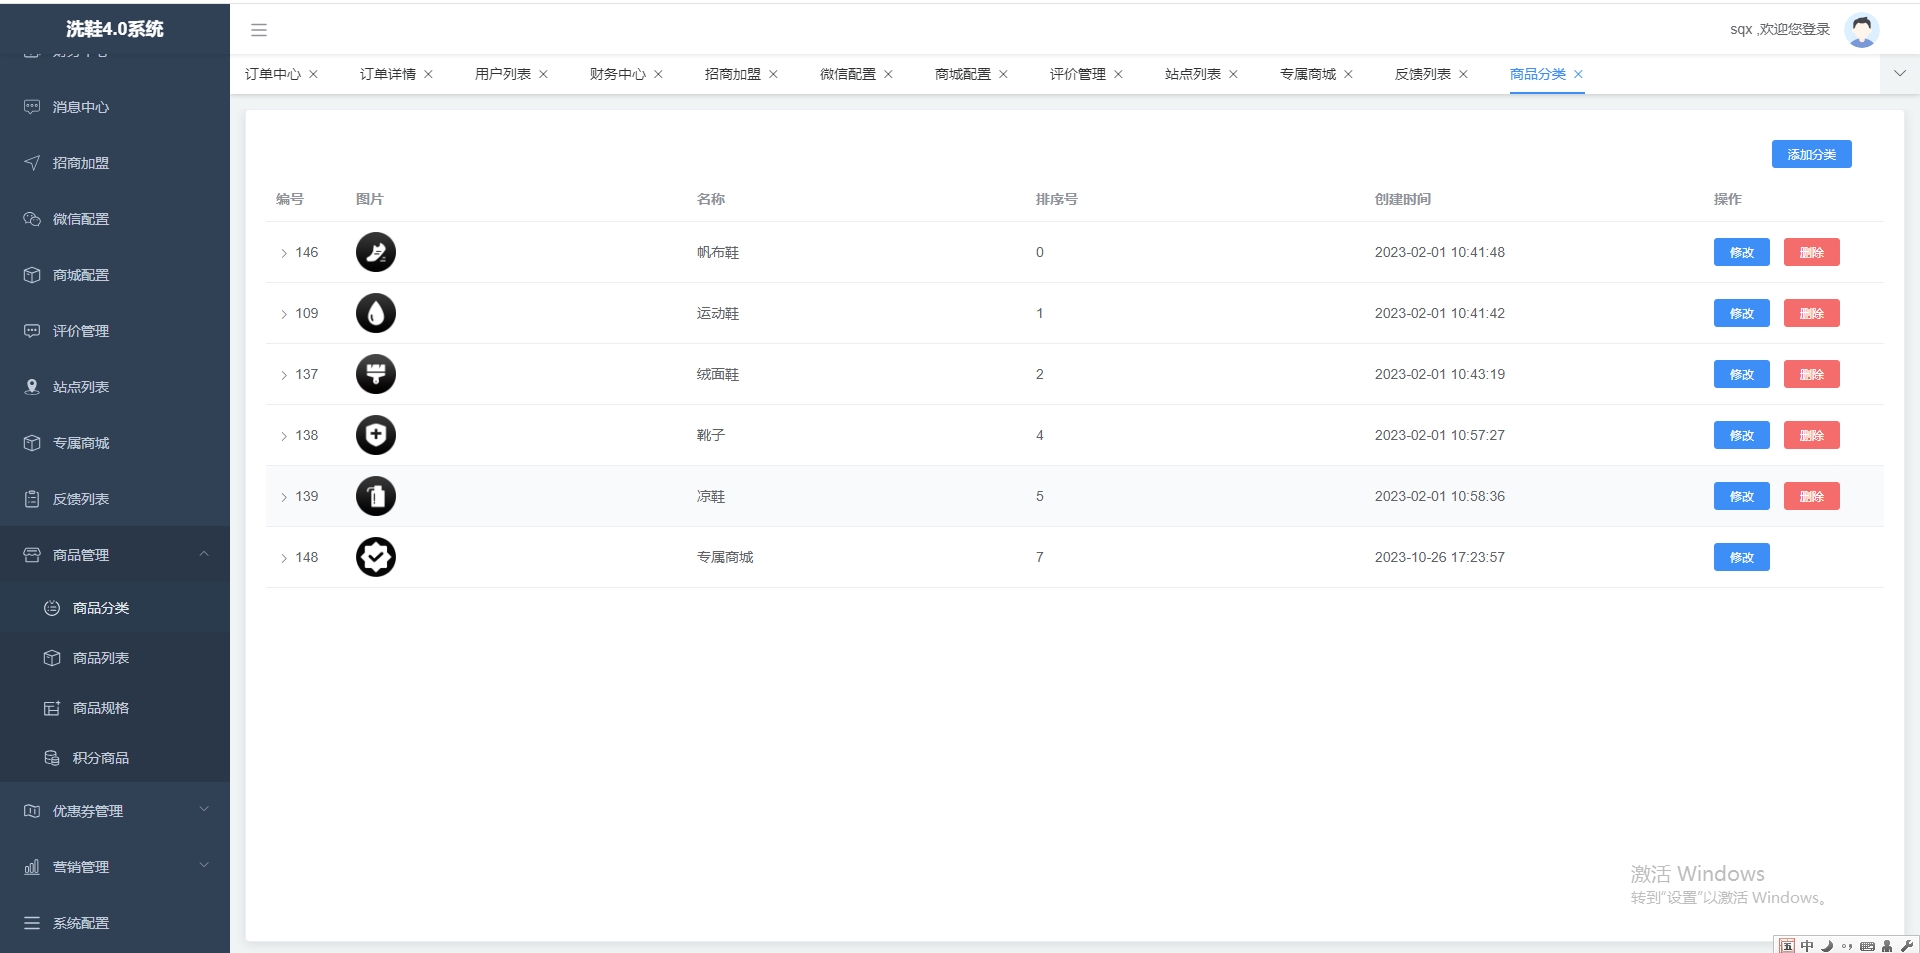 洗鞋4.0系统
sqx ,欢迎您登录
订单中心
订单详情
用户列表
财务中心
招商加盟
微信配置
商城配置
评价管理
站点列表
专属商城
反馈列表
商品分类
消息中心
招商加盟
微信配置
商城配置
评价管理
站点列表
专属商城
反馈列表
商品管理
商品分类
商品列表
商品规格
积分商品
优惠券管理
营销管理
系统配置
添加分类
编号 图片 名称 排序号 创建时间 操作
146 帆布鞋 0 2023-02-01 10:41:48 修改 删除
109 运动鞋 1 2023-02-01 10:41:42 修改 删除
137 绒面鞋 2 2023-02-01 10:43:19 修改 删除
138 靴子 4 2023-02-01 10:57:27 修改 删除
139 凉鞋 5 2023-02-01 10:58:36 修改 删除
148 专属商城 7 2023-10-26 17:23:57 修改
激活 Windows
转到"设置"以激活 Windows。
五 中